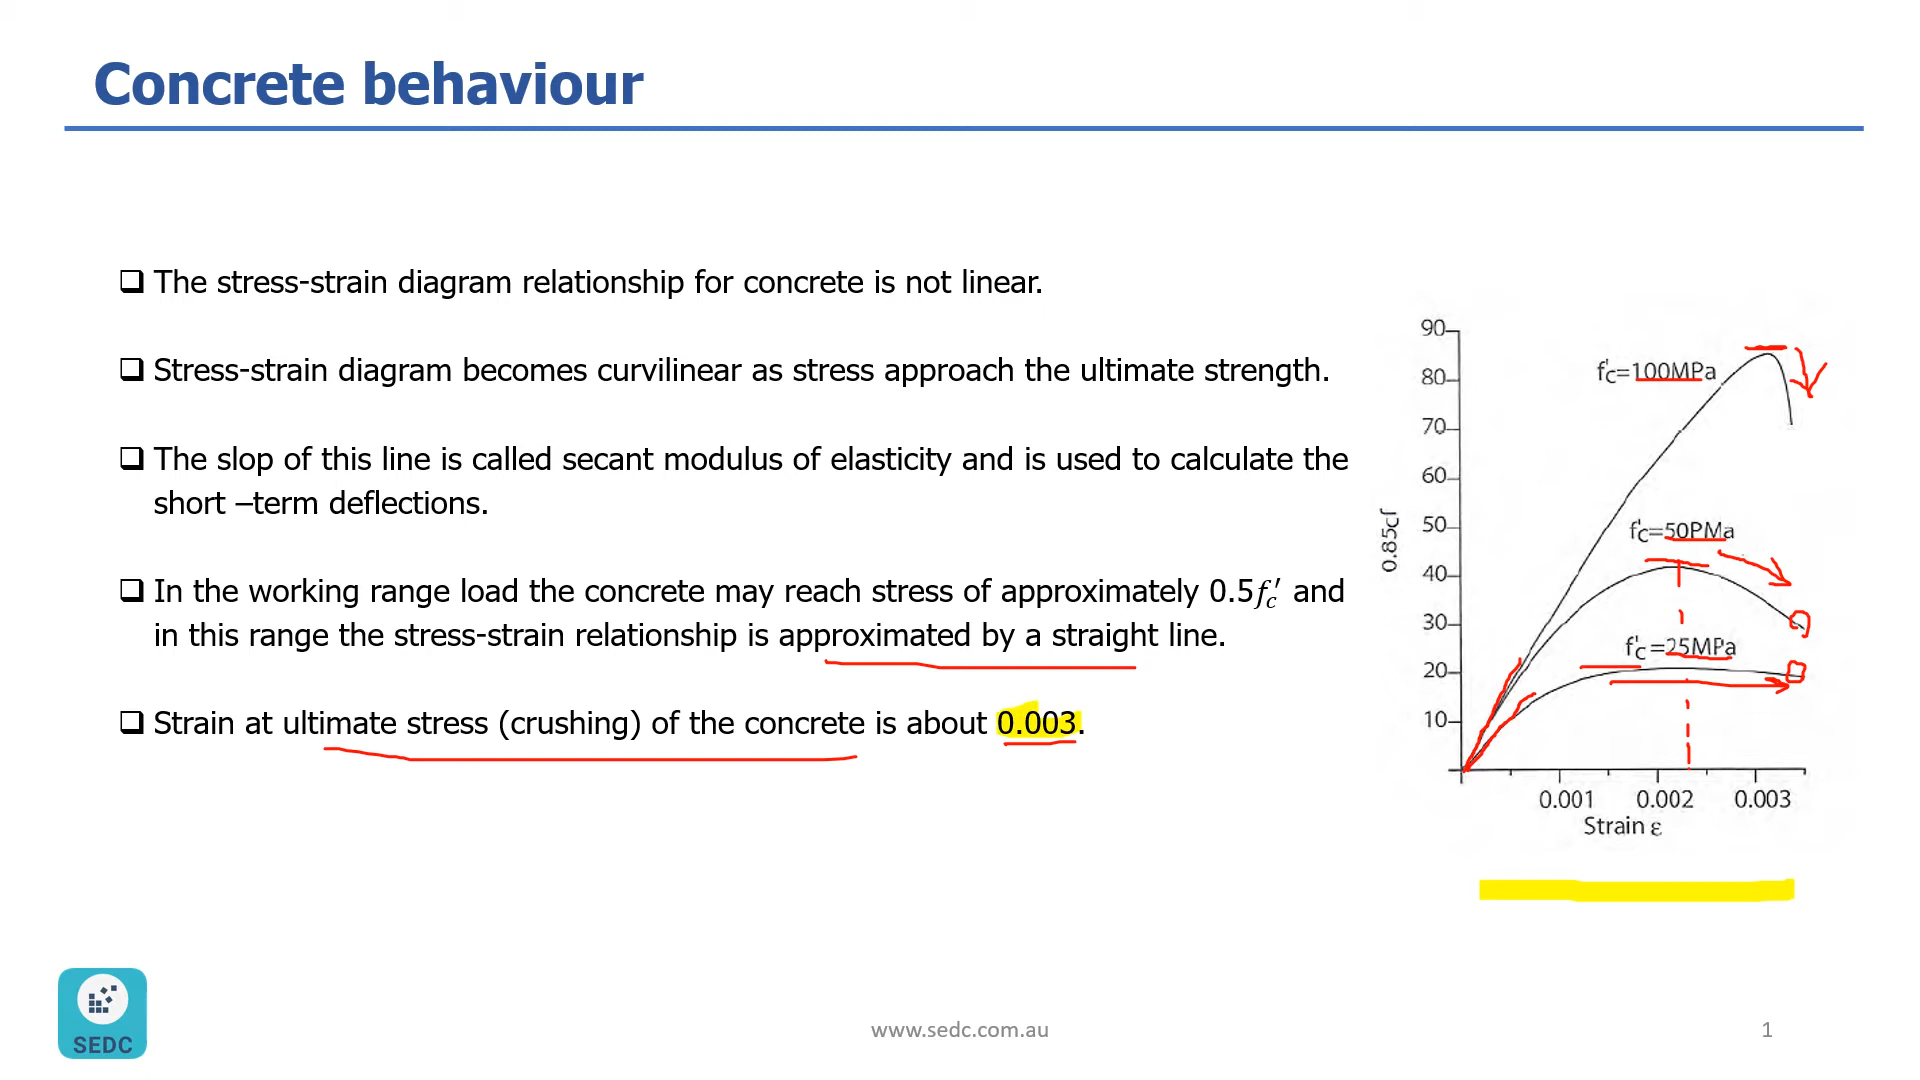 Concrete behaviour
❑ The stress-strain diagram relationship for concrete is not linear.
❑ Stress-strain diagram becomes curvilinear as stress approach the ultimate strength.
❑ The slop of this line is called secant modulus of elasticity and is used to calculate the
short –term deflections.
❑ In the working range load the concrete may reach stress of approximately 0.5f′c and
in this range the stress-strain relationship is approximated by a straight line.
❑ Strain at ultimate stress (crushing) of the concrete is about 0.003.
90
80
70
60
50
40
30
20
10
0.85cf
f'c=100MPa
f'c=50PMa
f'c=25MPa
0.001 0.002 0.003
Strain ε
SEDC
www.sedc.com.au
1